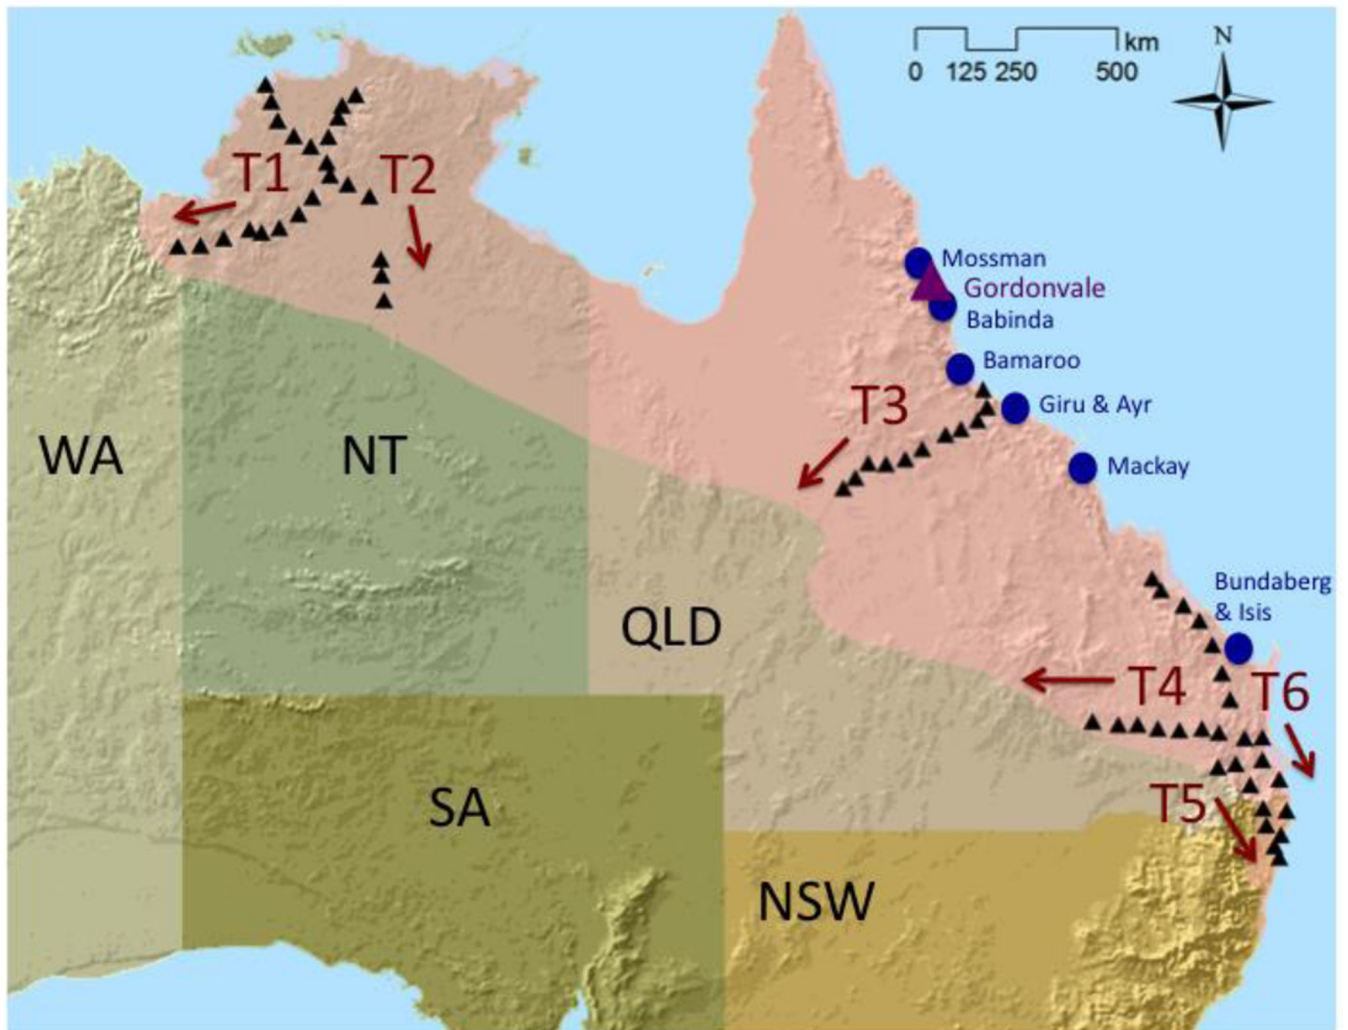 km
N
0 125 250 500
T1
T2
Mossman
Gordonvale
Babinda
Bamaroo
T3
Giru & Ayr
WA
NT
Mackay
Bundaberg
& Isis
QLD
T4
T6
T5
SA
NSW